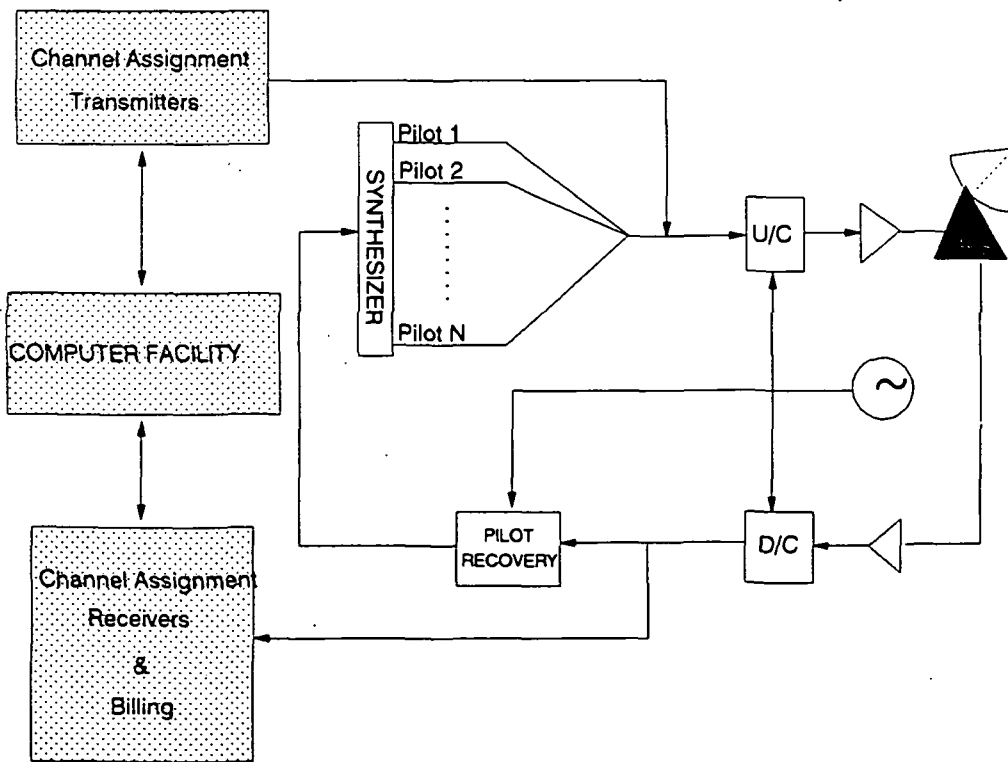 Channel Assignment
Transmitters
Pilot 1
Pilot 2
SYNTHESIZER
Pilot N
U/C
COMPUTER FACILITY
~
PILOT
RECOVERY
D/C
Channel Assignment
Receivers
&
Billing